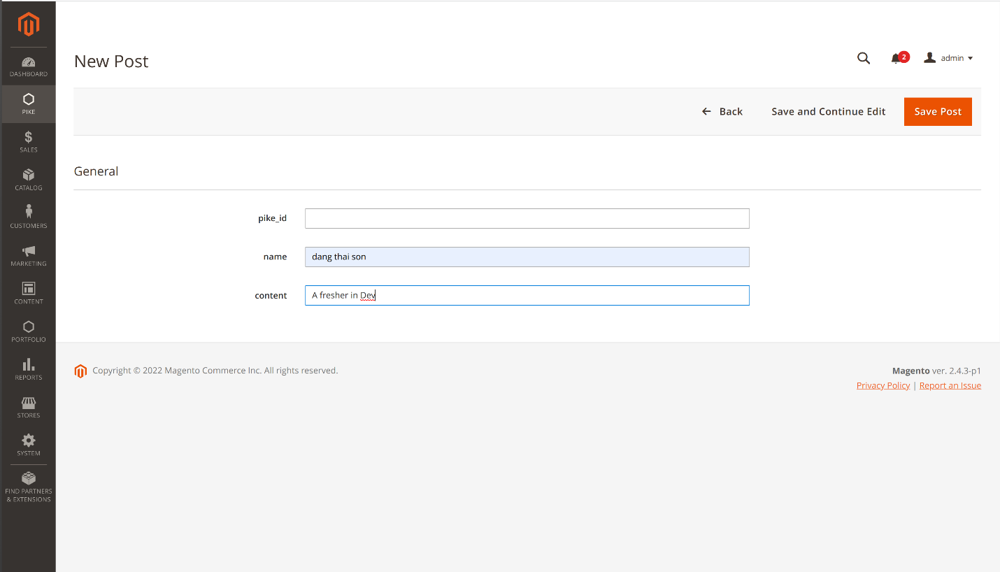 New Post
2
admin
Back
Save and Continue Edit
Save Post
DASHBOARD
PIKE
SALES
CATALOG
CUSTOMERS
MARKETING
CONTENT
PORTFOLIO
REPORTS
STORES
SYSTEM
FIND PARTNERS
& EXTENSIONS
General
pike_id
name
dang thai son
content
A fresher in Dev
Copyright © 2022 Magento Commerce Inc. All rights reserved.
Magento ver. 2.4.3-p1
Privacy Policy | Report an Issue